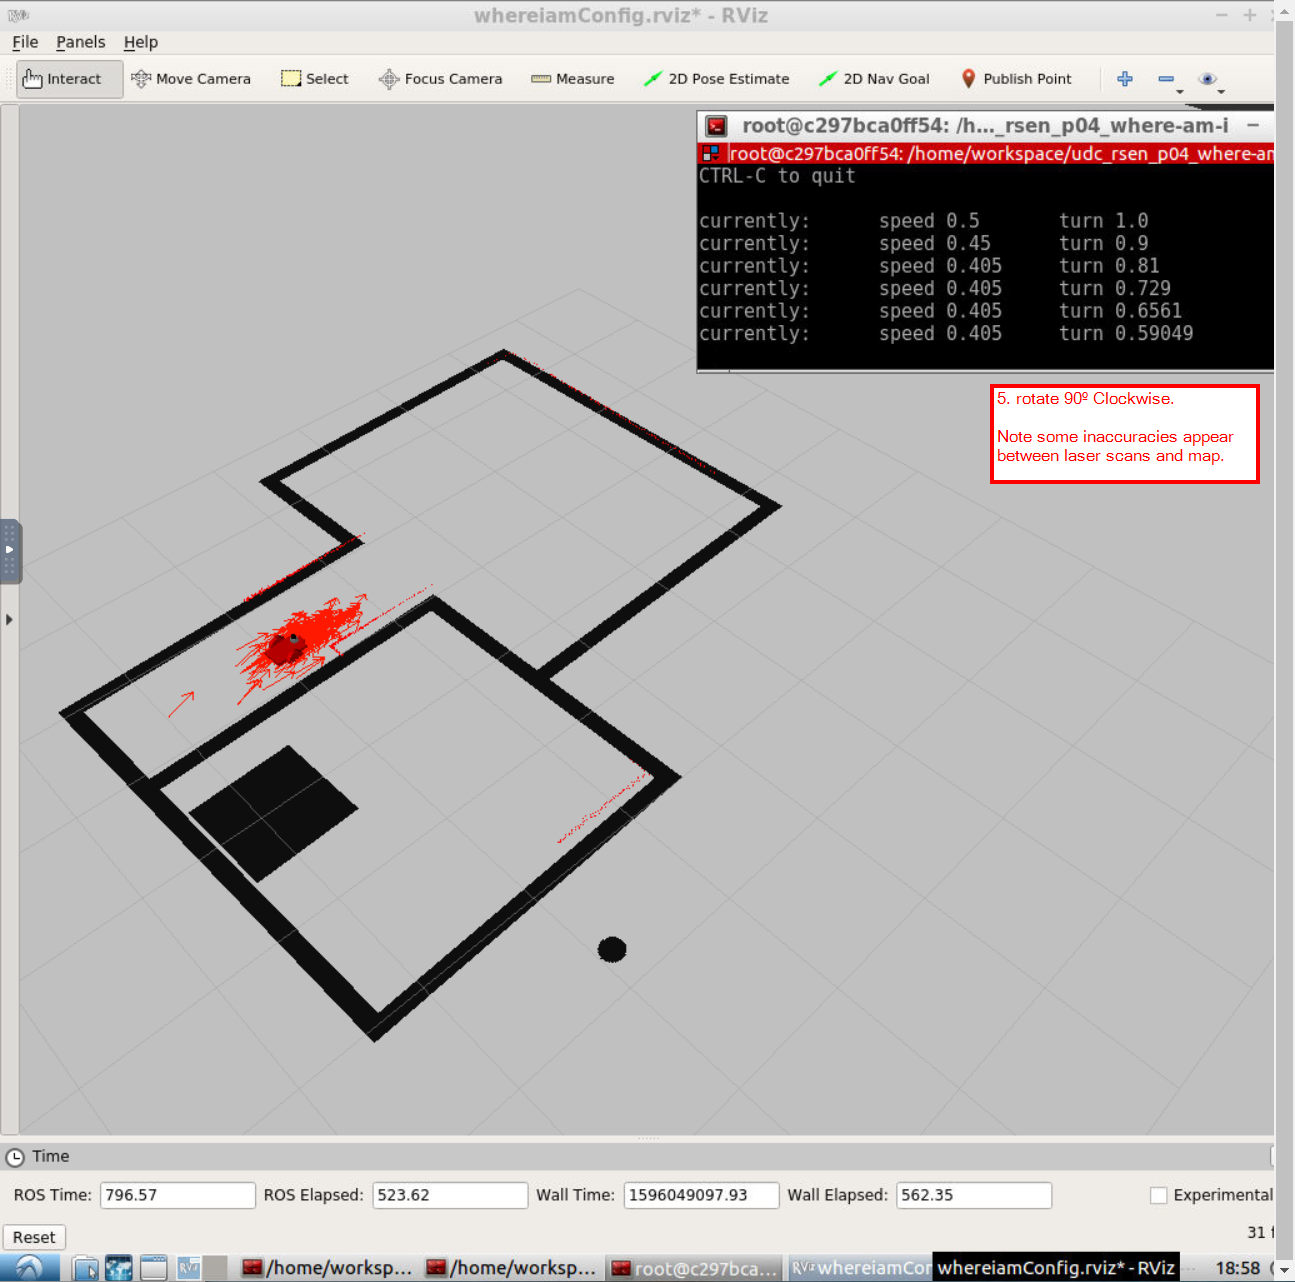 whereiamConfig.rviz* - RViz
File Panels Help
Interact Move Camera Select Focus Camera Measure 2D Pose Estimate 2D Nav Goal Publish Point
root@c297bca0ff54: /h..._rsen_p04_where-am-i
root@c297bca0ff54: /home/workspace/udc_rsen_p04_where-am
CTRL-C to quit
currently: speed 0.5 turn 1.0
currently: speed 0.45 turn 0.9
currently: speed 0.405 turn 0.81
currently: speed 0.405 turn 0.729
currently: speed 0.405 turn 0.6561
currently: speed 0.405 turn 0.59049
5. rotate 90º Clockwise.
Note some inaccuracies appear
between laser scans and map.
Time
ROS Time: 796.57 ROS Elapsed: 523.62 Wall Time: 1596049097.93 Wall Elapsed: 562.35 Experimental
Reset 31 f
/home/worksp... /home/worksp... root@c297bca... whereiamCon whereiamConfig.rviz* - RViz 18:58